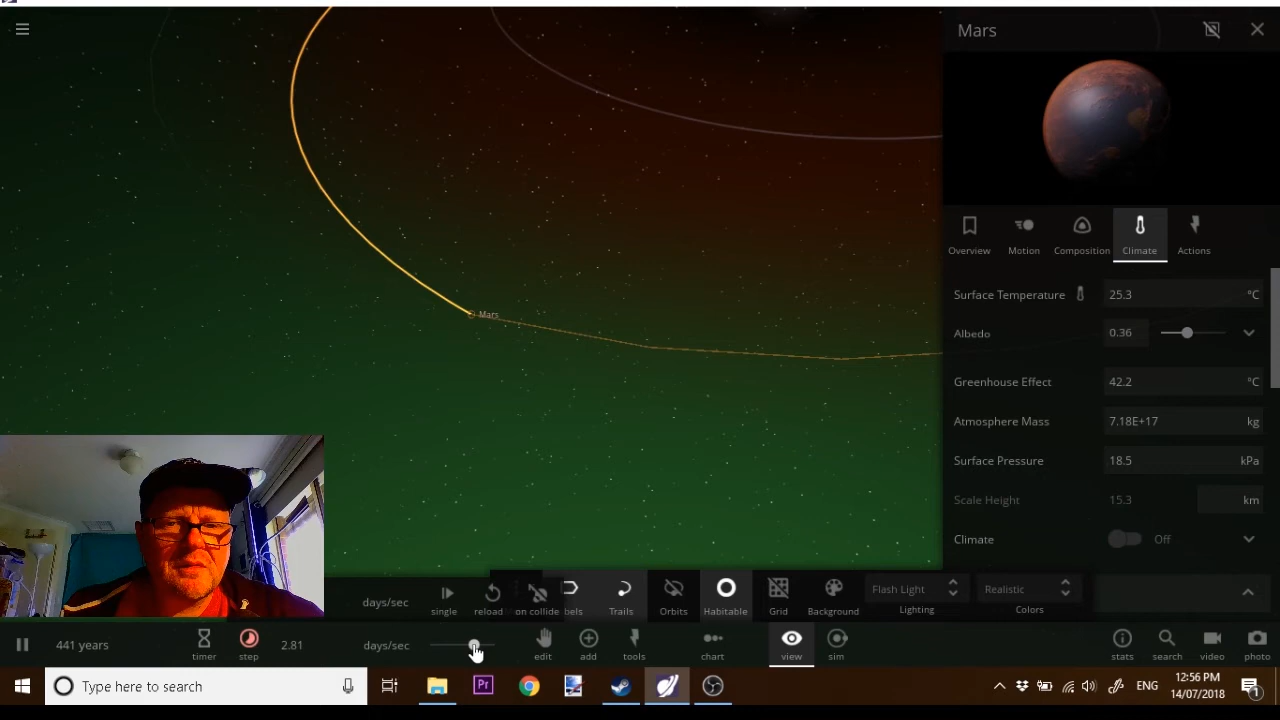 Mars
Overview Motion Composition Climate Actions
Surface Temperature 25.3 °C
Albedo 0.36
Greenhouse Effect 42.2 °C
Atmosphere Mass 7.18E+17 kg
Surface Pressure 18.5 kPa
Scale Height 15.3 km
Climate Off
Mars
days/sec single reload on collide bels Trails Orbits Habitable Grid Background
Flash Light
Lighting
Realistic
Colors
441 years timer step 2.81 days/sec edit add tools chart view sim stats search video photo
Type here to search
Pr
ENG
12:56 PM
14/07/2018
1